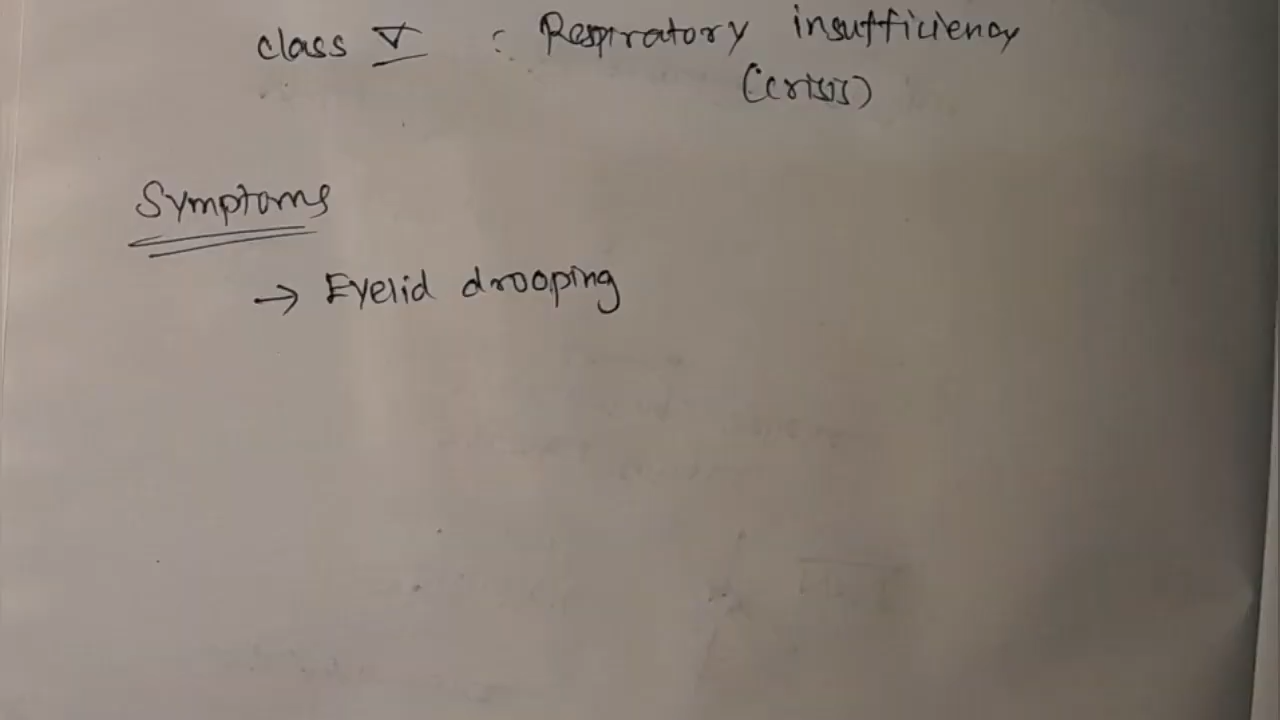 class V : Respiratory insufficiency
(crisis)
Symptoms
→ Eyelid drooping